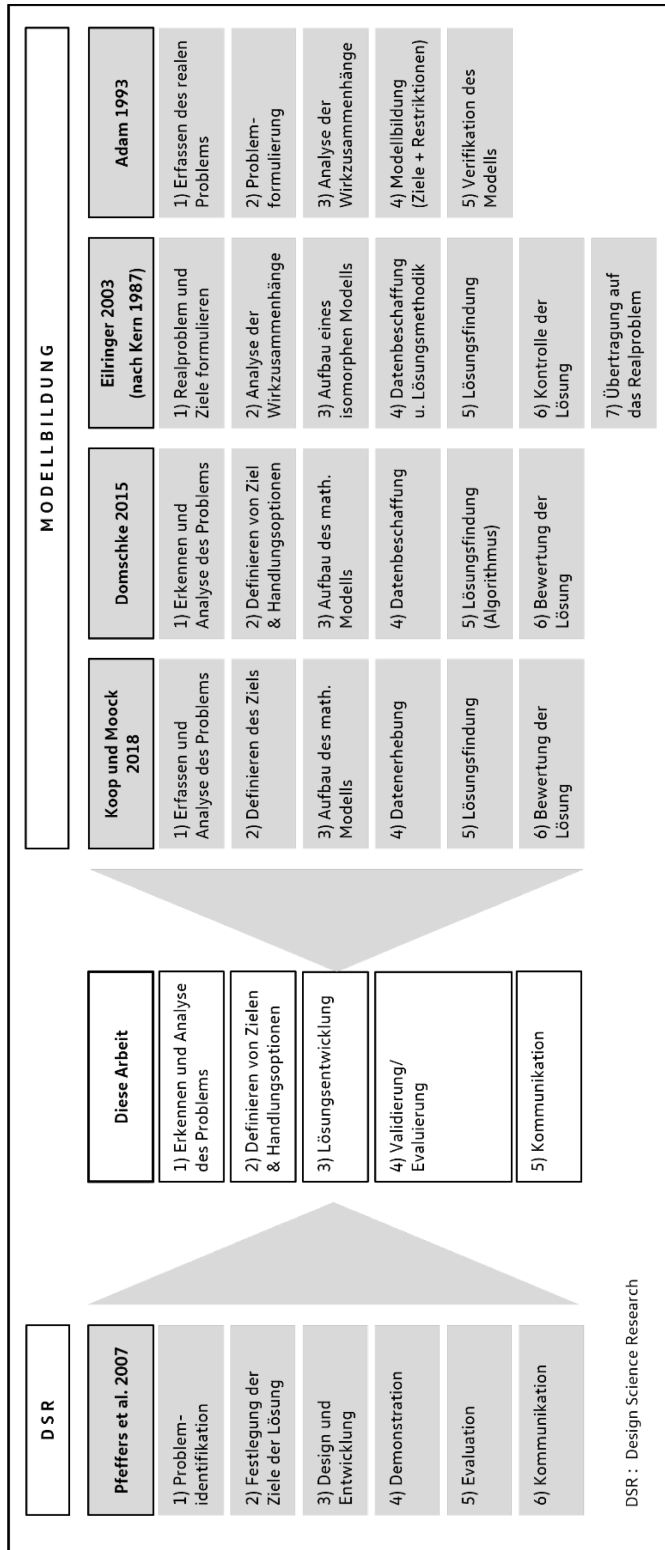 DSR
Pfeffers et al. 2007
1) Problem-
identifikation
2) Festlegung der
Ziele der Lösung
3) Design und
Entwicklung
4) Demonstration
5) Evaluation
6) Kommunikation
DSR : Design Science Research
Diese Arbeit
1) Erkennen und Analyse
des Problems
2) Definieren von Zielen
& Handlungsoptionen
3) Lösungsentwicklung
4) Validierung/
Evaluierung
5) Kommunikation
MODELLBILDUNG
Koop und Moock
2018
1) Erfassen und
Analyse des Problems
2) Definieren des Ziels
3) Aufbau des math.
Modells
4) Datenerhebung
5) Lösungsfindung
6) Bewertung der
Lösung
Domschke 2015
1) Erkennen und
Analyse des Problems
2) Definieren von Ziel
& Handlungsoptionen
3) Aufbau des math.
Modells
4) Datenbeschaffung
5) Lösungsfindung
(Algorithmus)
6) Bewertung der
Lösung
Eilringer 2003
(nach Kern 1987)
1) Realproblem und
Ziele formulieren
2) Analyse der
Wirkzusammenhänge
3) Aufbau eines
isomorphen Modells
4) Datenbeschaffung
u. Lösungsmethodik
5) Lösungsfindung
6) Kontrolle der
Lösung
7) Übertragung auf
das Realproblem
Adam 1993
1) Erfassen des realen
Problems
2) Problem-
formulierung
3) Analyse der
Wirkzusammenhänge
4) Modellbildung
(Ziele + Restriktionen)
5) Verifikation des
Modells